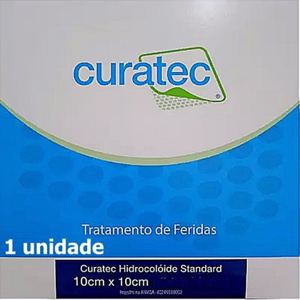 curatec
Tratamento de Feridas
1 unidade
Curatec Hidrocolóide Standard
10cm x 10cm